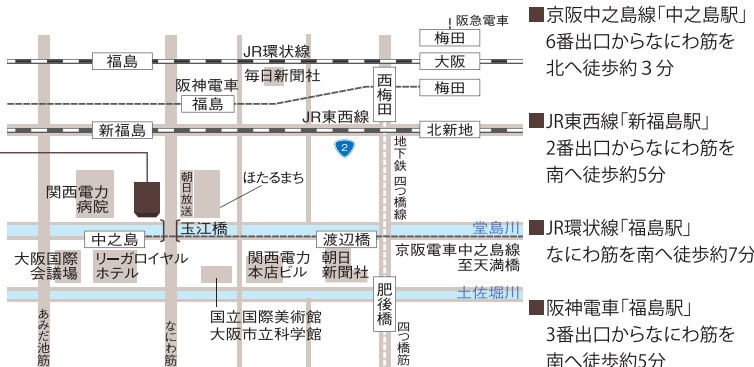 阪急電車
梅田
JR環状線
福島
大阪
毎日新聞社
阪神電車
福島
西梅田
梅田
JR東西線
新福島
北新地
2
地下鉄 四つ橋線
関西電力
病院
朝日放送
ほたるまち
玉江橋
堂島川
中之島
渡辺橋
京阪電車中之島線
至天満橋
大阪国際
会議場
リーガロイヤル
ホテル
関西電力
本店ビル
朝日
新聞社
肥後橋
土佐堀川
国立国際美術館
大阪市立科学館
あみだ池筋
なにわ筋
四つ橋筋
■京阪中之島線「中之島駅」
6番出口からなにわ筋を
北へ徒歩約３分
■JR東西線「新福島駅」
2番出口からなにわ筋を
南へ徒歩約5分
■JR環状線「福島駅」
なにわ筋を南へ徒歩約7分
■阪神電車「福島駅」
3番出口からなにわ筋を
南へ徒歩約5分